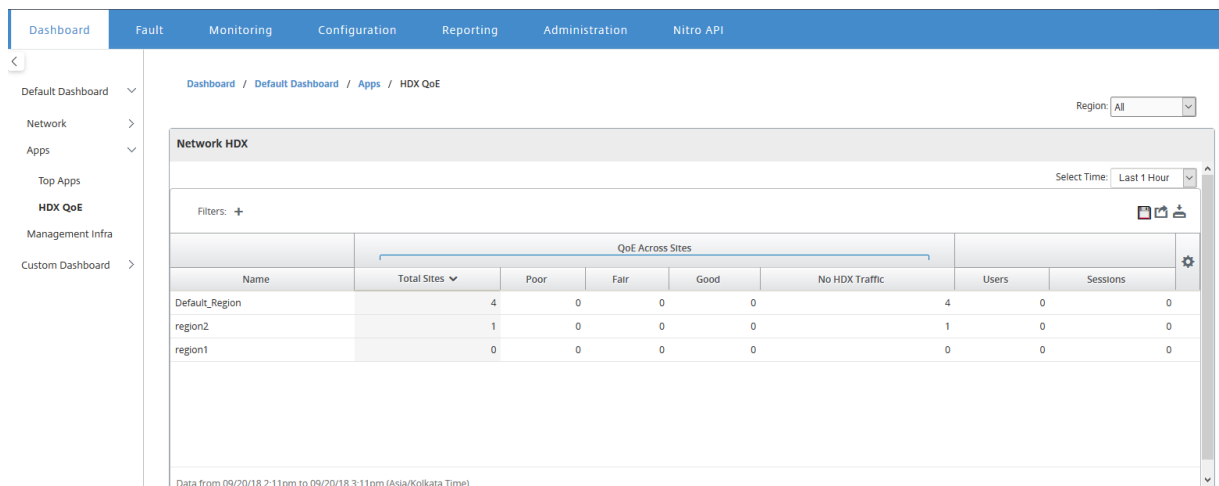 Dashboard Fault Monitoring Configuration Reporting Administration Nitro API
Dashboard / Default Dashboard / Apps / HDX QoE
Default Dashboard
Network
Apps
Top Apps
HDX QoE
Management Infra
Custom Dashboard
Region: All
Network HDX
Select Time: Last 1 Hour
Filters: +
QoE Across Sites
Name Total Sites Poor Fair Good No HDX Traffic Users Sessions
Default_Region 4 0 0 0 4 0 0
region2 1 0 0 0 1 0 0
region1 0 0 0 0 0 0 0
Data from 09/20/18 2:11pm to 09/20/18 3:11pm (Asia/Kolkata Time)